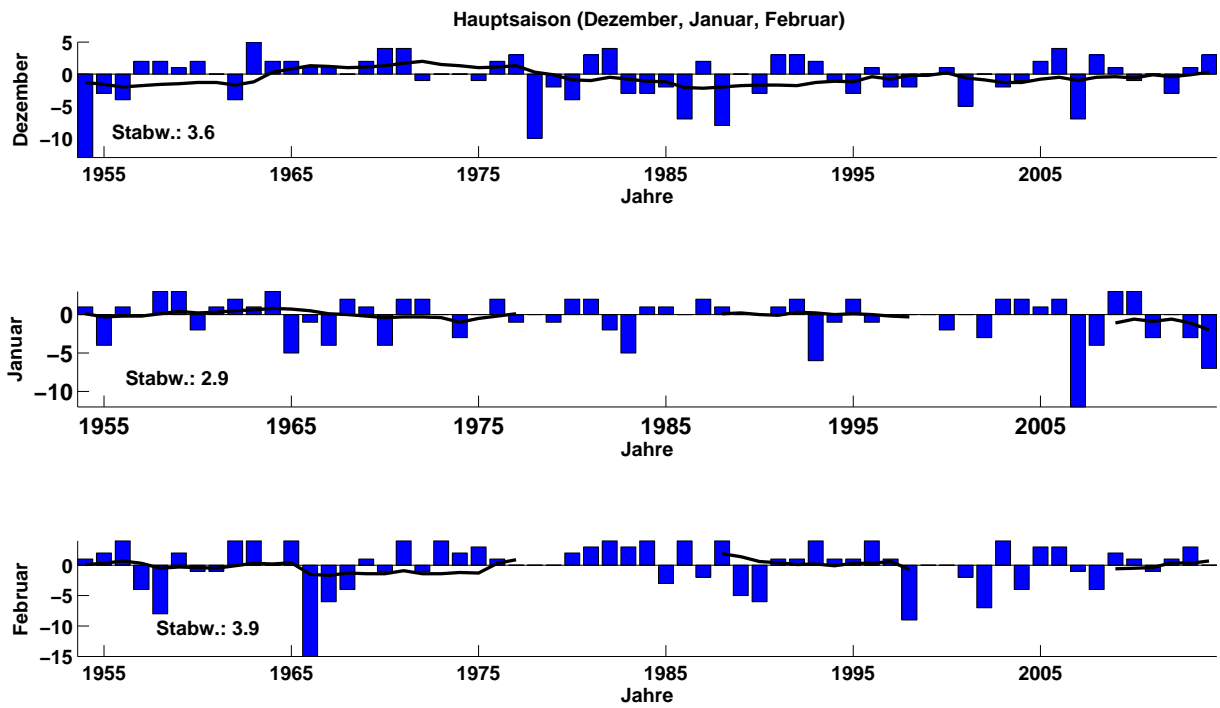 Hauptsaison (Dezember, Januar, Februar)
5
0
−5
−10
Dezember
Stabw.: 3.6
1955 1965 1975 1985 1995 2005
Jahre
0
−5
−10
Januar
Stabw.: 2.9
1955 1965 1975 1985 1995 2005
Jahre
0
−5
−10
−15
Februar
Stabw.: 3.9
1955 1965 1975 1985 1995 2005
Jahre